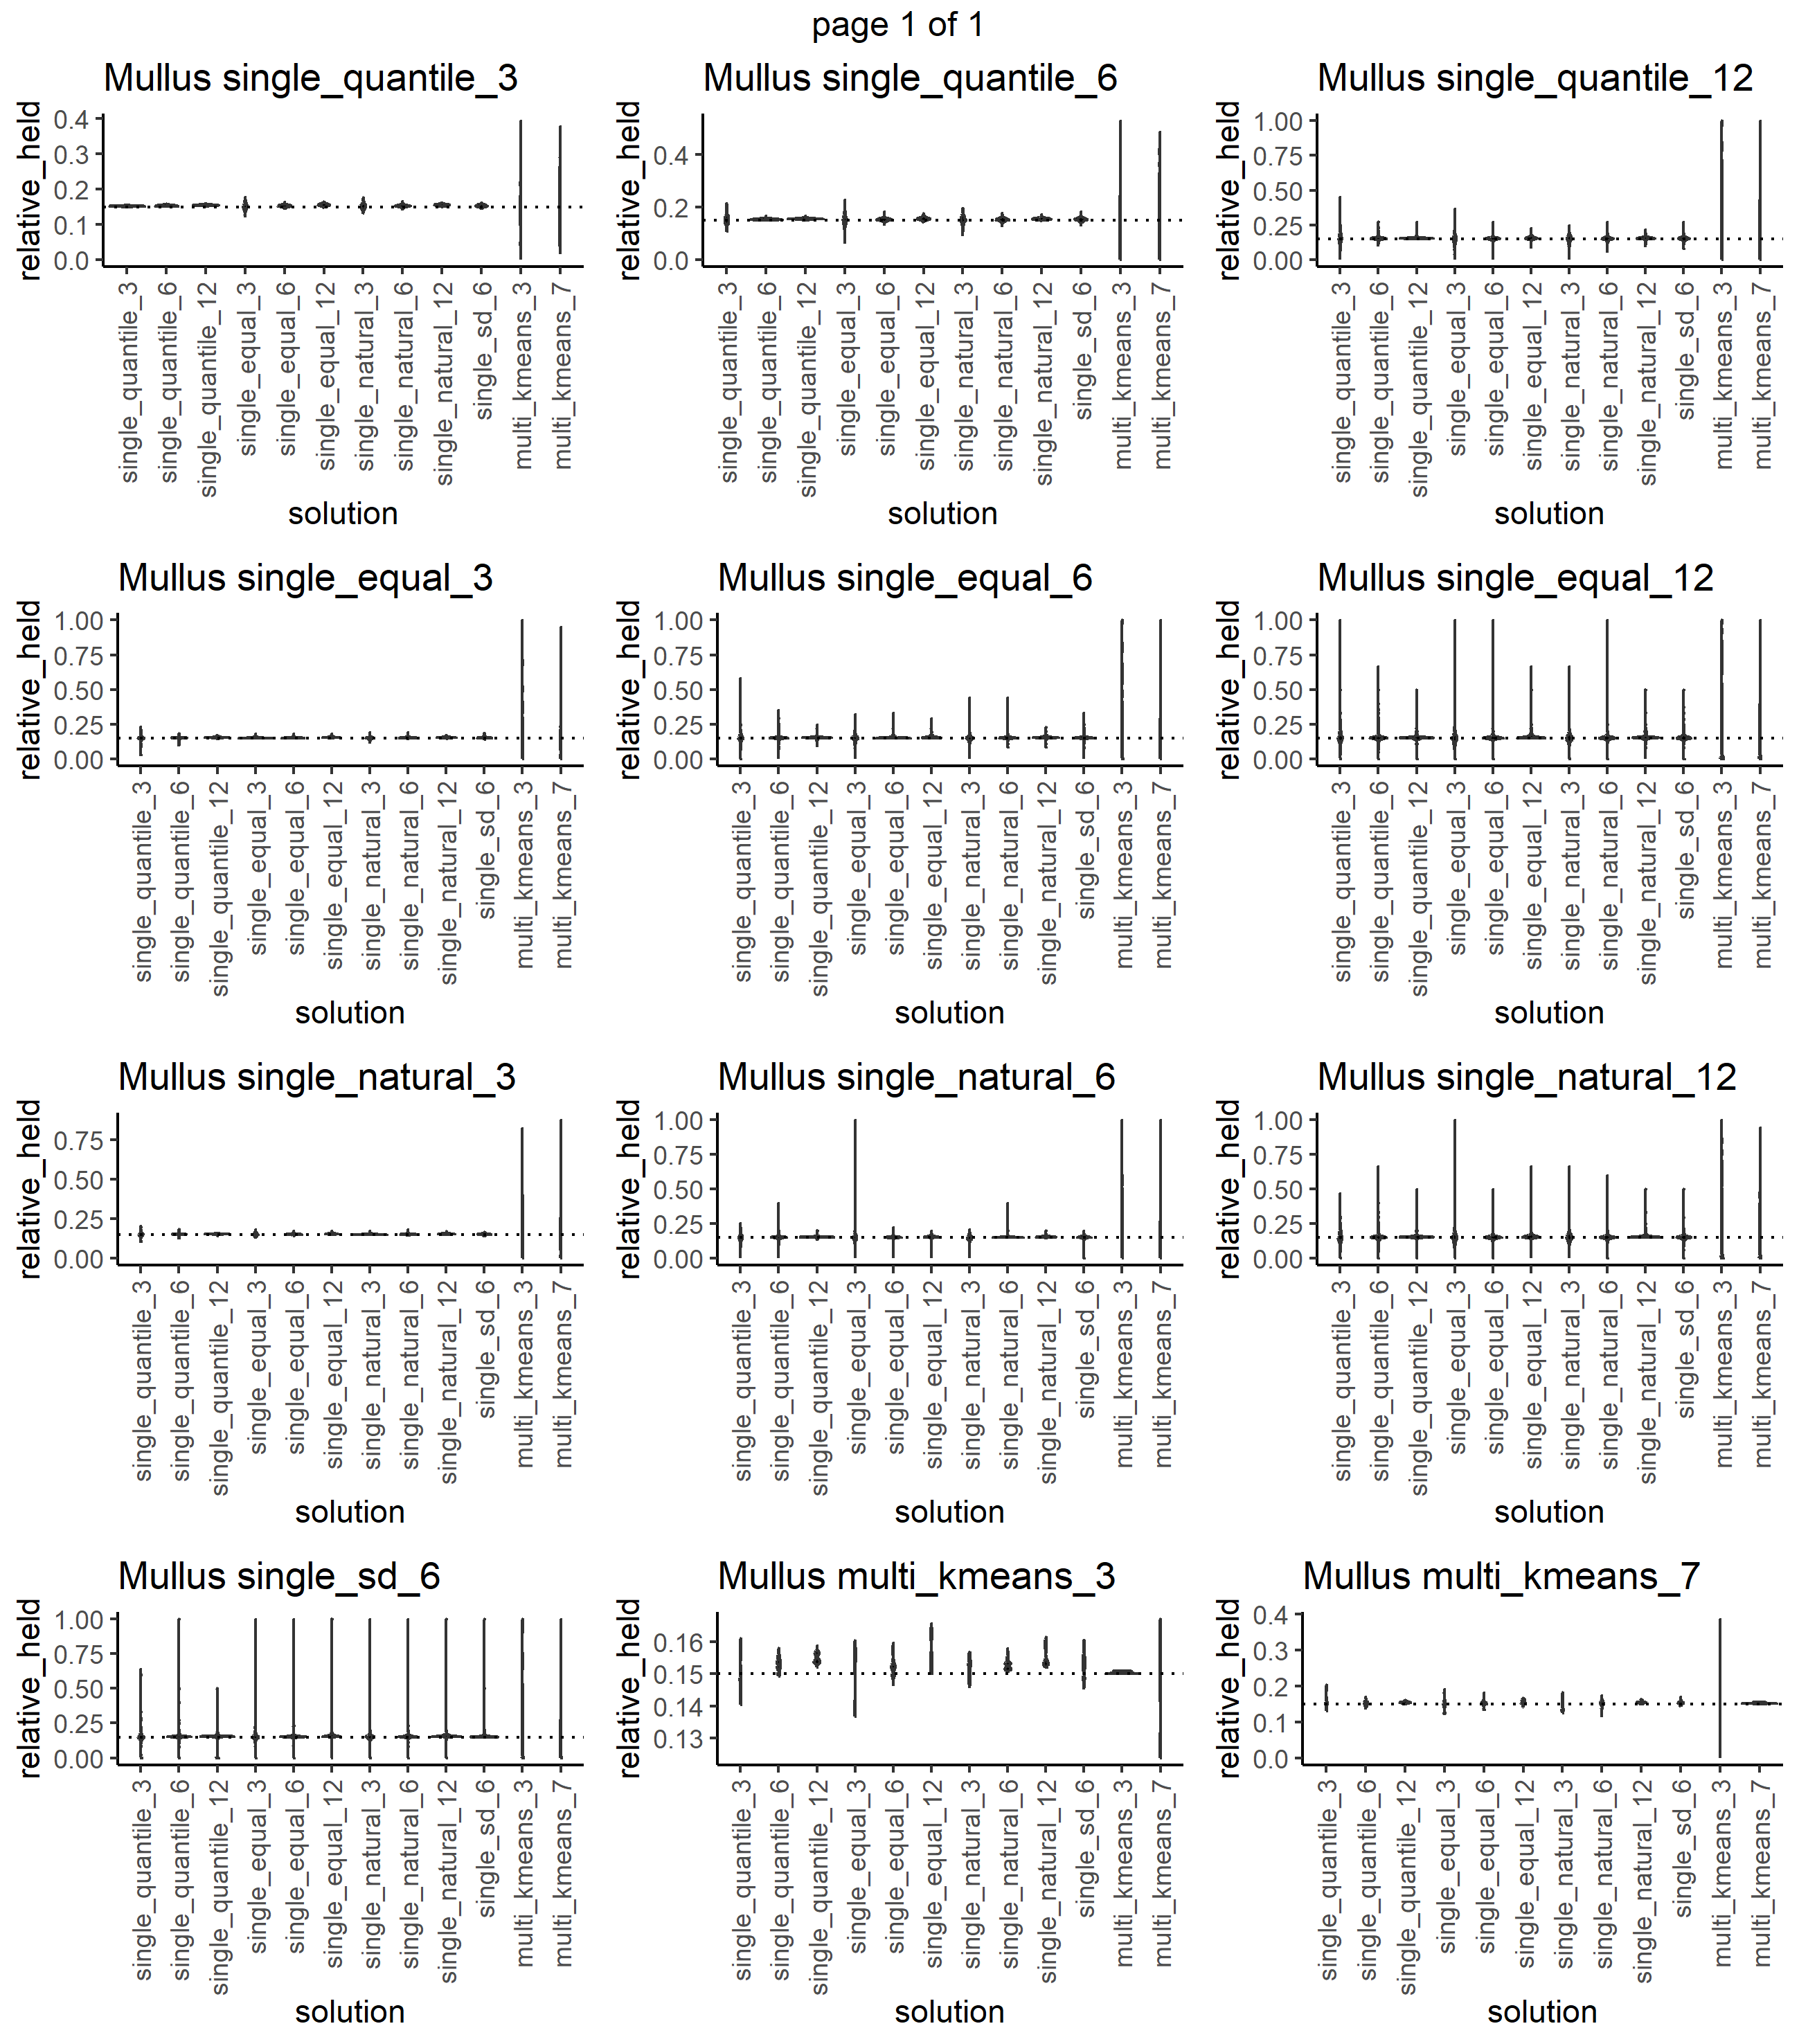 page 1 of 1
Mullus single_quantile_3
relative_held
0.4
0.3
0.2
0.1
0.0
single_quantile_3
single_quantile_6
single_quantile_12
single_equal_3
single_equal_6
single_equal_12
single_natural_3
single_natural_6
single_natural_12
single_sd_6
multi_kmeans_3
multi_kmeans_7
solution
Mullus single_quantile_6
relative_held
0.4
0.2
0.0
single_quantile_3
single_quantile_6
single_quantile_12
single_equal_3
single_equal_6
single_equal_12
single_natural_3
single_natural_6
single_natural_12
single_sd_6
multi_kmeans_3
multi_kmeans_7
solution
Mullus single_quantile_12
relative_held
1.00
0.75
0.50
0.25
0.00
single_quantile_3
single_quantile_6
single_quantile_12
single_equal_3
single_equal_6
single_equal_12
single_natural_3
single_natural_6
single_natural_12
single_sd_6
multi_kmeans_3
multi_kmeans_7
solution
Mullus single_equal_3
relative_held
1.00
0.75
0.50
0.25
0.00
single_quantile_3
single_quantile_6
single_quantile_12
single_equal_3
single_equal_6
single_equal_12
single_natural_3
single_natural_6
single_natural_12
single_sd_6
multi_kmeans_3
multi_kmeans_7
solution
Mullus single_equal_6
relative_held
1.00
0.75
0.50
0.25
0.00
single_quantile_3
single_quantile_6
single_quantile_12
single_equal_3
single_equal_6
single_equal_12
single_natural_3
single_natural_6
single_natural_12
single_sd_6
multi_kmeans_3
multi_kmeans_7
solution
Mullus single_equal_12
relative_held
1.00
0.75
0.50
0.25
0.00
single_quantile_3
single_quantile_6
single_quantile_12
single_equal_3
single_equal_6
single_equal_12
single_natural_3
single_natural_6
single_natural_12
single_sd_6
multi_kmeans_3
multi_kmeans_7
solution
Mullus single_natural_3
relative_held
0.75
0.50
0.25
0.00
single_quantile_3
single_quantile_6
single_quantile_12
single_equal_3
single_equal_6
single_equal_12
single_natural_3
single_natural_6
single_natural_12
single_sd_6
multi_kmeans_3
multi_kmeans_7
solution
Mullus single_natural_6
relative_held
1.00
0.75
0.50
0.25
0.00
single_quantile_3
single_quantile_6
single_quantile_12
single_equal_3
single_equal_6
single_equal_12
single_natural_3
single_natural_6
single_natural_12
single_sd_6
multi_kmeans_3
multi_kmeans_7
solution
Mullus single_natural_12
relative_held
1.00
0.75
0.50
0.25
0.00
single_quantile_3
single_quantile_6
single_quantile_12
single_equal_3
single_equal_6
single_equal_12
single_natural_3
single_natural_6
single_natural_12
single_sd_6
multi_kmeans_3
multi_kmeans_7
solution
Mullus single_sd_6
relative_held
1.00
0.75
0.50
0.25
0.00
single_quantile_3
single_quantile_6
single_quantile_12
single_equal_3
single_equal_6
single_equal_12
single_natural_3
single_natural_6
single_natural_12
single_sd_6
multi_kmeans_3
multi_kmeans_7
solution
Mullus multi_kmeans_3
relative_held
0.16
0.15
0.14
0.13
single_quantile_3
single_quantile_6
single_quantile_12
single_equal_3
single_equal_6
single_equal_12
single_natural_3
single_natural_6
single_natural_12
single_sd_6
multi_kmeans_3
multi_kmeans_7
solution
Mullus multi_kmeans_7
relative_held
0.4
0.3
0.2
0.1
0.0
single_quantile_3
single_quantile_6
single_quantile_12
single_equal_3
single_equal_6
single_equal_12
single_natural_3
single_natural_6
single_natural_12
single_sd_6
multi_kmeans_3
multi_kmeans_7
solution